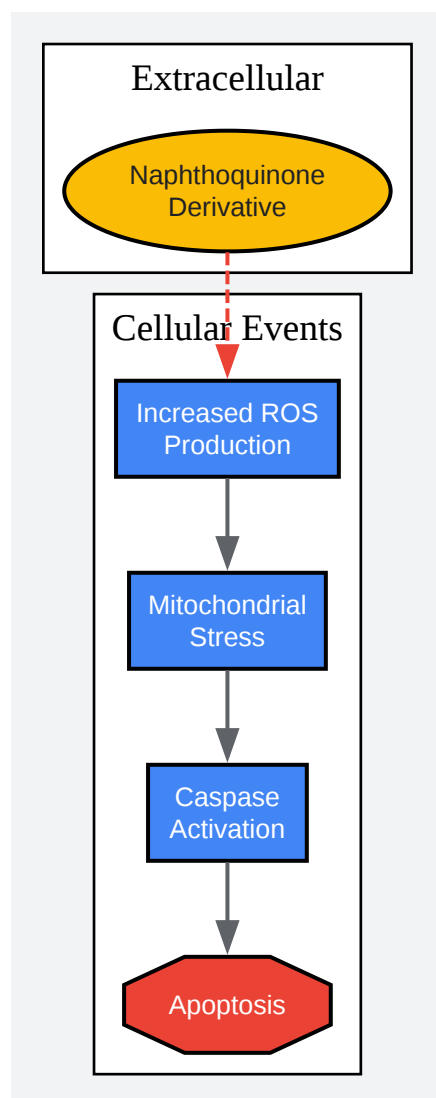 Extracellular
Naphthoquinone
Derivative
Cellular Events
Increased ROS
Production
Mitochondrial
Stress
Caspase
Activation
Apoptosis